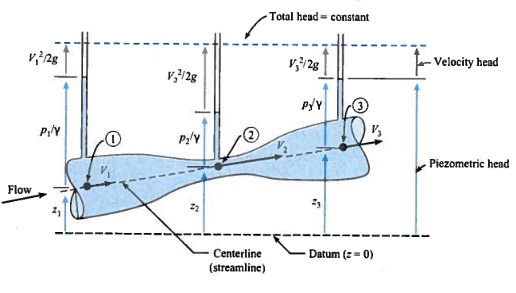 Total head = constant
V₁²/2g
V₂²/2g
V₃²/2g
Velocity head
p₁/γ
p₂/γ
p₃/γ
1
2
3
V₁
V₂
V₃
Piezometric head
Flow
z₁
z₂
z₃
Centerline
(streamline)
Datum (z = 0)